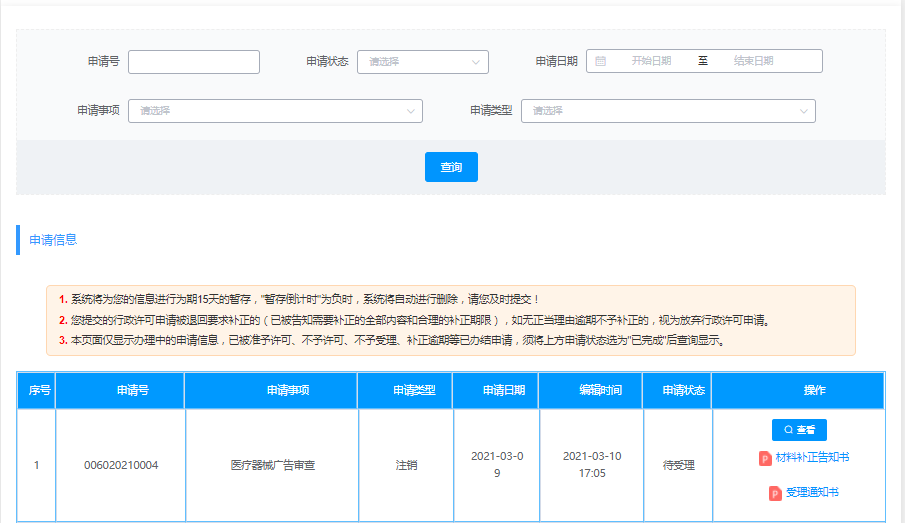 申请号 申请状态 请选择 申请日期 开始日期 至 结束日期
申请事项 请选择 申请类型 请选择
查询
申请信息
1. 系统将为您的信息进行为期15天的暂存，"暂存倒计时"为负时，系统将自动进行删除，请您及时提交！
2. 您提交的行政许可申请被退回要求补正的（已被告知需要补正的全部内容和合理的补正期限），如无正当理由逾期不予补正的，视为放弃行政许可申请。
3. 本页面仅显示办理中的申请信息，已被准予许可、不予许可、不予受理、补正逾期等已办结申请，须将上方申请状态选为"已完成"后查询显示。
序号 申请号 申请事项 申请类型 申请日期 编辑时间 申请状态 操作
1 006020210004 医疗器械广告审查 注销 2021-03-0
9 2021-03-10
17:05 待受理 查看
材料补正告知书
受理通知书